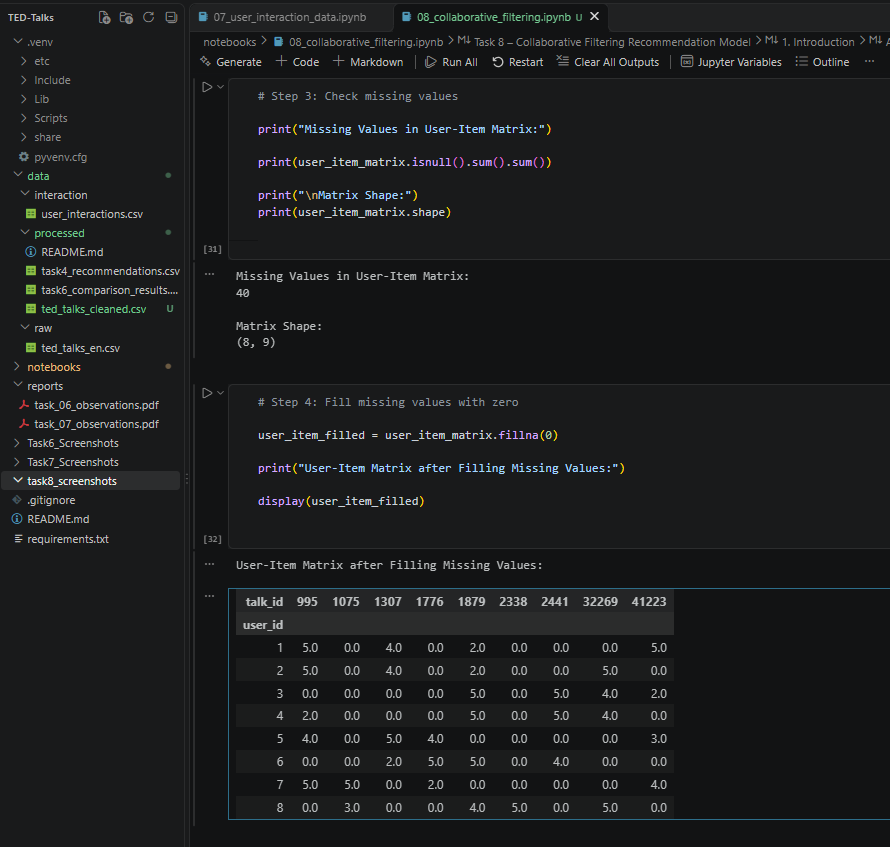 TED-Talks
.venv
etc
Include
Lib
Scripts
share
pyvenv.cfg
data
interaction
user_interactions.csv
processed
README.md
task4_recommendations.csv
task6_comparison_results....
ted_talks_cleaned.csv U
raw
ted_talks_en.csv
notebooks
reports
task_06_observations.pdf
task_07_observations.pdf
Task6_Screenshots
Task7_Screenshots
task8_screenshots
.gitignore
README.md
requirements.txt
07_user_interaction_data.ipynb
08_collaborative_filtering.ipynb U
notebooks > 08_collaborative_filtering.ipynb > M↓ Task 8 – Collaborative Filtering Recommendation Model > M↓ 1. Introduction > M↓
Generate + Code + Markdown | Run All Restart Clear All Outputs | Jupyter Variables Outline ...
# Step 3: Check missing values
print("Missing Values in User-Item Matrix:")
print(user_item_matrix.isnull().sum().sum())
print("\nMatrix Shape:")
print(user_item_matrix.shape)
[31]
... Missing Values in User-Item Matrix:
40
Matrix Shape:
(8, 9)
# Step 4: Fill missing values with zero
user_item_filled = user_item_matrix.fillna(0)
print("User-Item Matrix after Filling Missing Values:")
display(user_item_filled)
[32]
... User-Item Matrix after Filling Missing Values:
...
talk_id 995 1075 1307 1776 1879 2338 2441 32269 41223
user_id
1 5.0 0.0 4.0 0.0 2.0 0.0 0.0 0.0 5.0
2 5.0 0.0 4.0 0.0 2.0 0.0 0.0 5.0 0.0
3 0.0 0.0 0.0 0.0 5.0 0.0 5.0 4.0 2.0
4 2.0 0.0 0.0 0.0 5.0 0.0 5.0 4.0 0.0
5 4.0 0.0 5.0 4.0 0.0 0.0 0.0 0.0 3.0
6 0.0 0.0 2.0 5.0 5.0 0.0 4.0 0.0 0.0
7 5.0 5.0 0.0 2.0 0.0 0.0 0.0 0.0 4.0
8 0.0 3.0 0.0 0.0 4.0 5.0 0.0 5.0 0.0